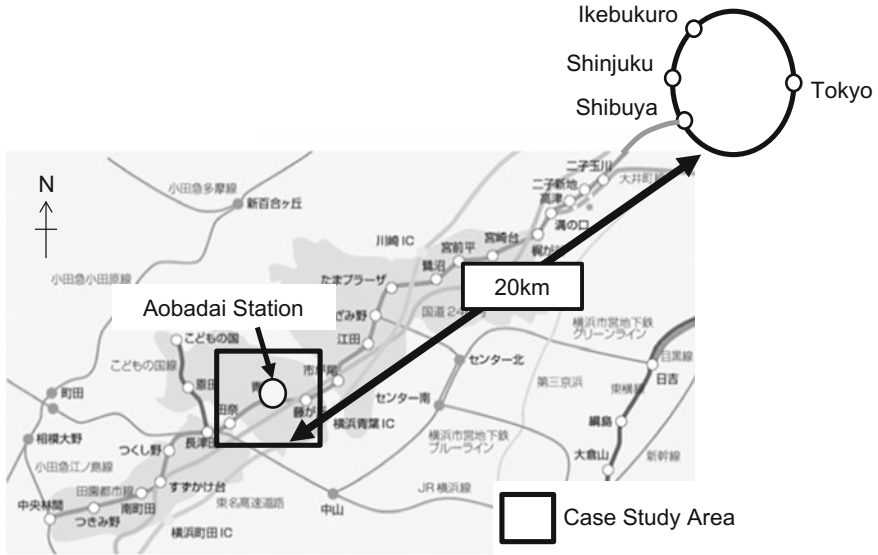 Ikebukuro
Shinjuku
Tokyo
Shibuya
N
小田急多摩線
新百合ヶ丘
二子玉川
大井町線
二子新地
高津
溝の口
川崎IC
宮崎台
宮前平
梶が谷
鷺沼
小田急小田原線
たまプラーザ
20km
国道24
Aobadai Station
ざみ野
横浜市営地下鉄
グリーンライン
江田
こどもの国
こどもの国線
市が尾
センター北
目黒線
日吉
恩田
青
第三京浜
東横線
町田
センター南
田奈
藤が
横浜青葉IC
綱島
相模大野
つくし野
長津田
横浜市営地下鉄
ブルーライン
新幹線
大倉山
小田急江ノ島線
すずかけ台
田園都市線
東名高速道路
JR横浜線
中央林間
南町田
中山
つきみ野
横浜町田IC
Case Study Area